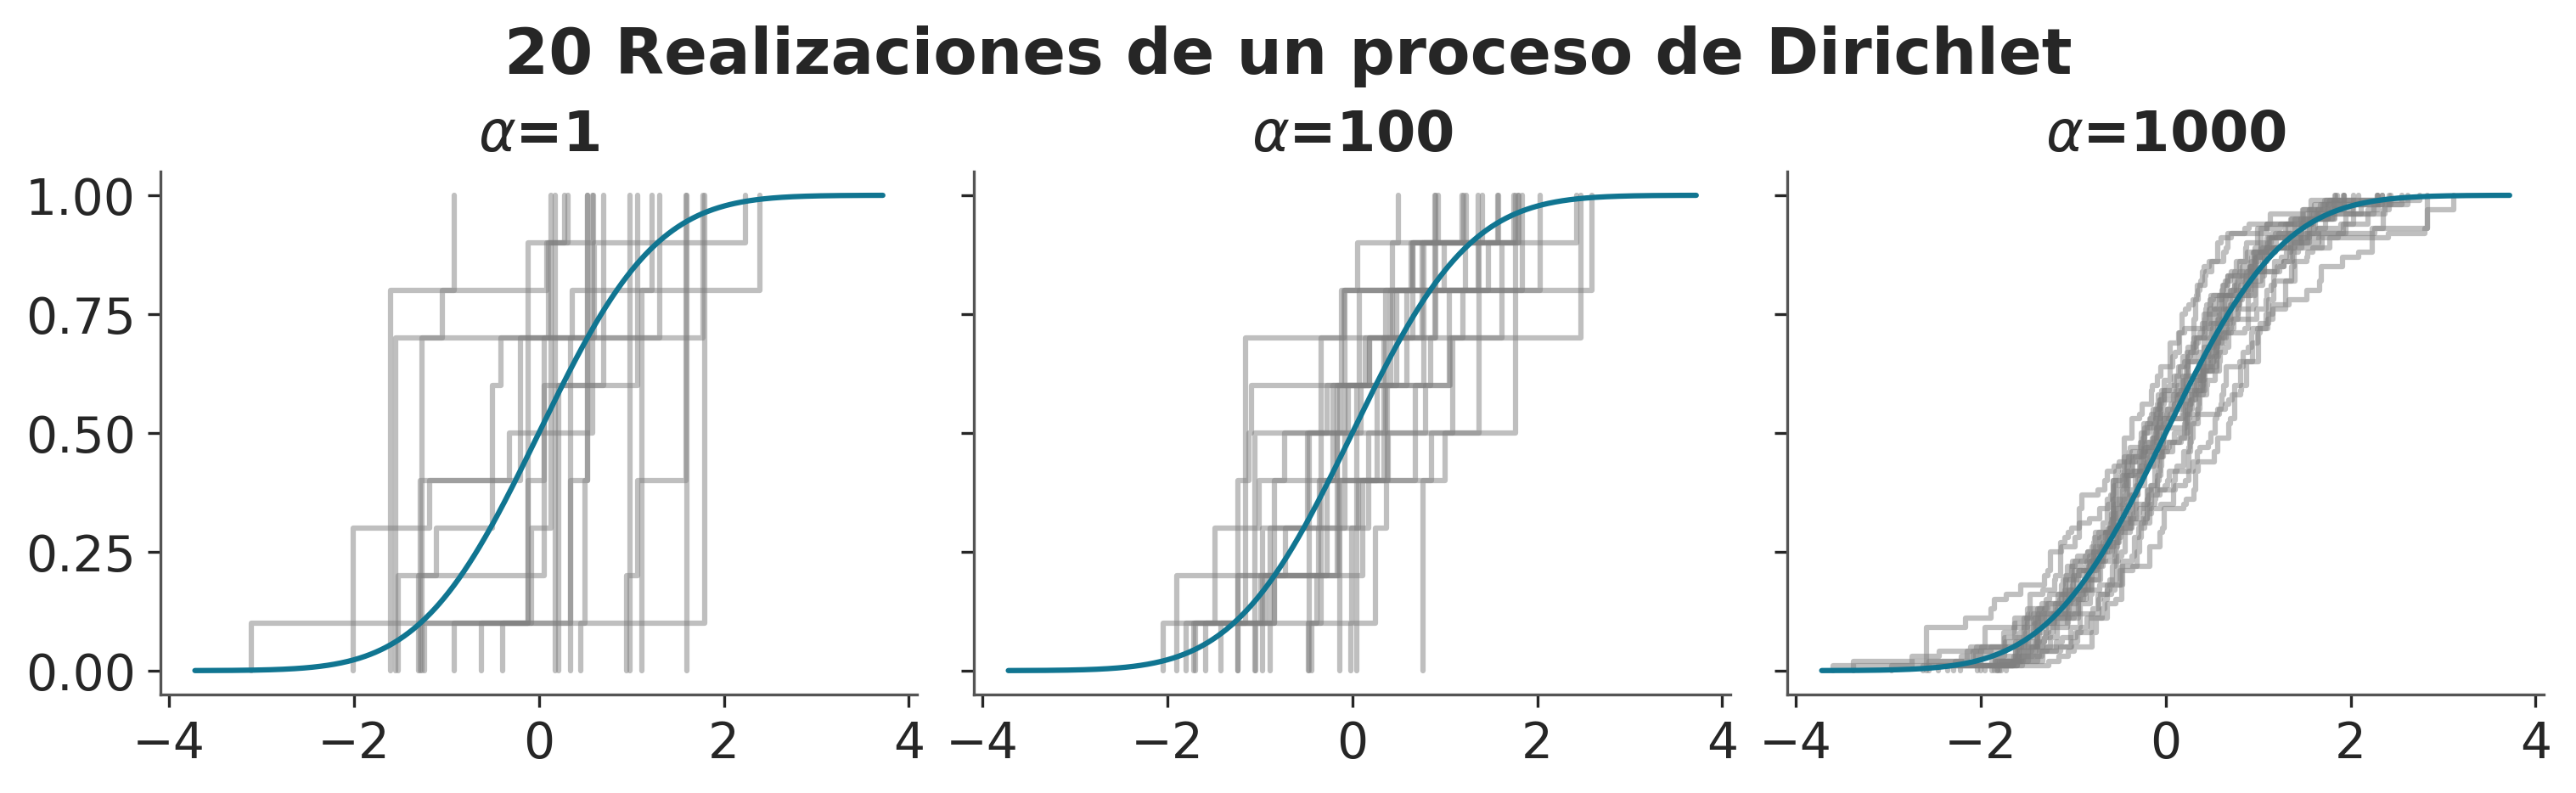 20 Realizaciones de un proceso de Dirichlet
α=1 α=100 α=1000
1.00
0.75
0.50
0.25
0.00
−4 −2 0 2 4 −4 −2 0 2 4 −4 −2 0 2 4